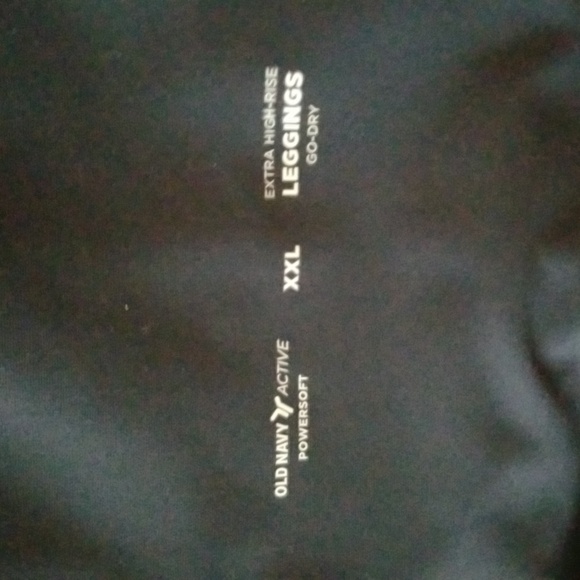 OLD NAVY ACTIVE
POWERSOFT
XXL
EXTRA HIGH-RISE
LEGGINGS
GO-DRY